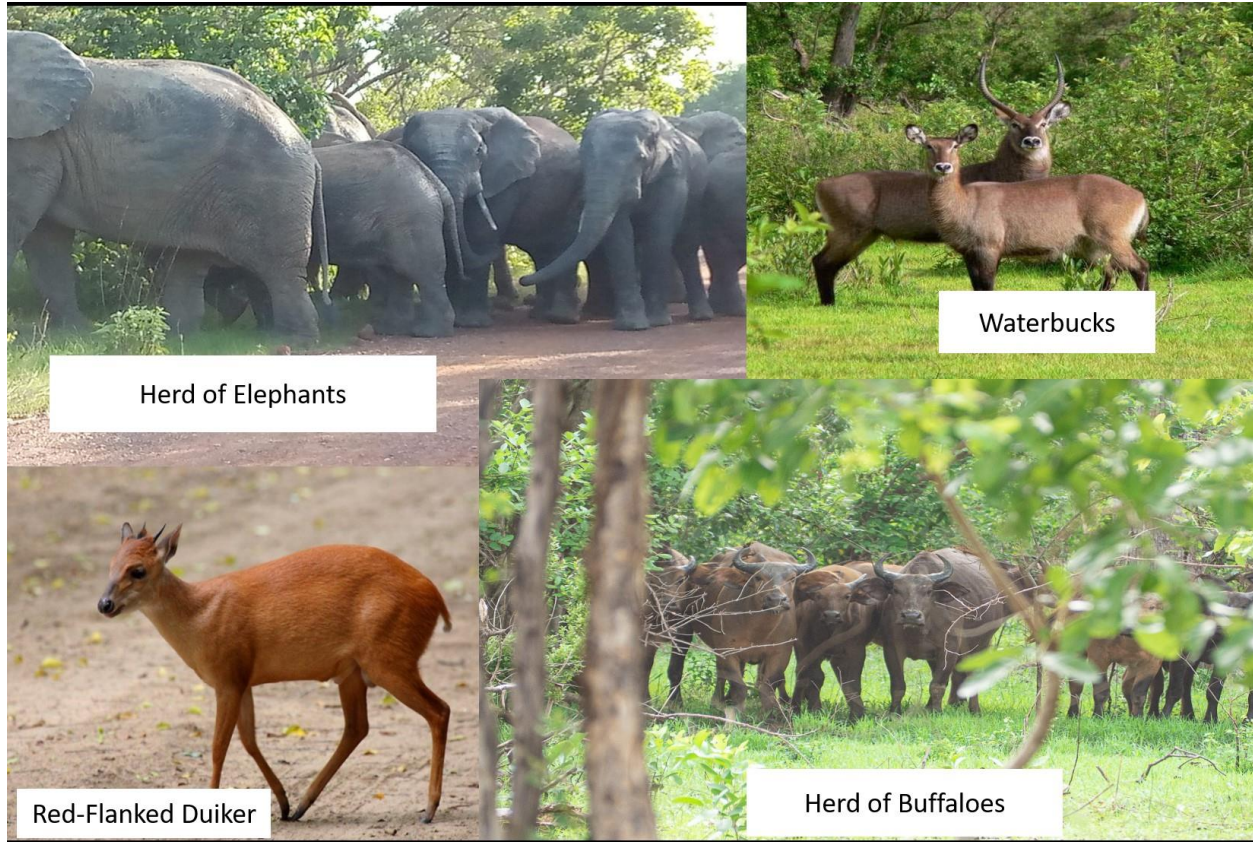 Herd of Elephants
Waterbucks
Red-Flanked Duiker
Herd of Buffaloes